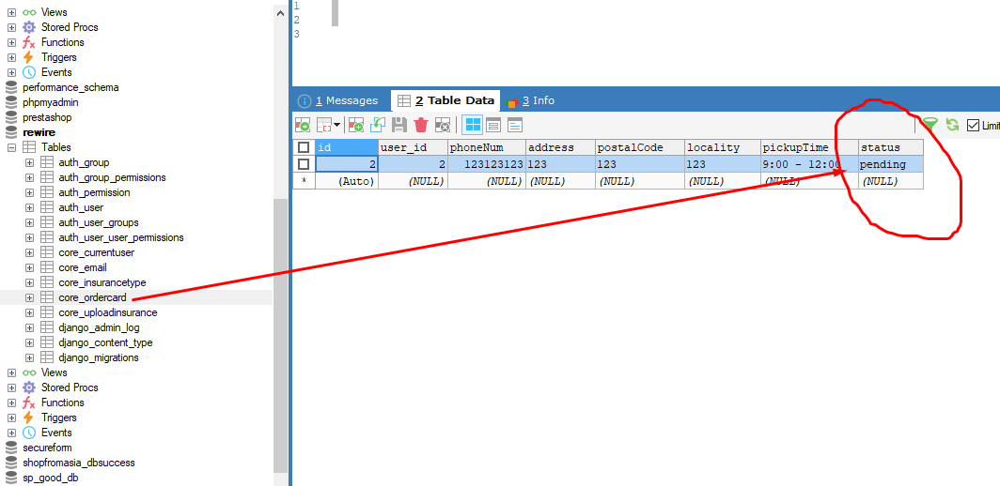 Views
Stored Procs
Functions
Triggers
Events
performance_schema
phpmyadmin
prestashop
rewire
Tables
auth_group
auth_group_permissions
auth_permission
auth_user
auth_user_groups
auth_user_user_permissions
core_currentuser
core_email
core_insurancetype
core_ordercard
core_uploadinsurance
django_admin_log
django_content_type
django_migrations
Views
Stored Procs
Functions
Triggers
Events
secureform
shopfromasia_dbsuccess
sp_good_db
1
2
3
1 Messages 2 Table Data 3 Info
Limit
id user_id phoneNum address postalCode locality pickupTime status
2 2 123123123 123 123 123 9:00 - 12:00 pending
* (Auto) (NULL) (NULL) (NULL) (NULL) (NULL) (NULL) (NULL)